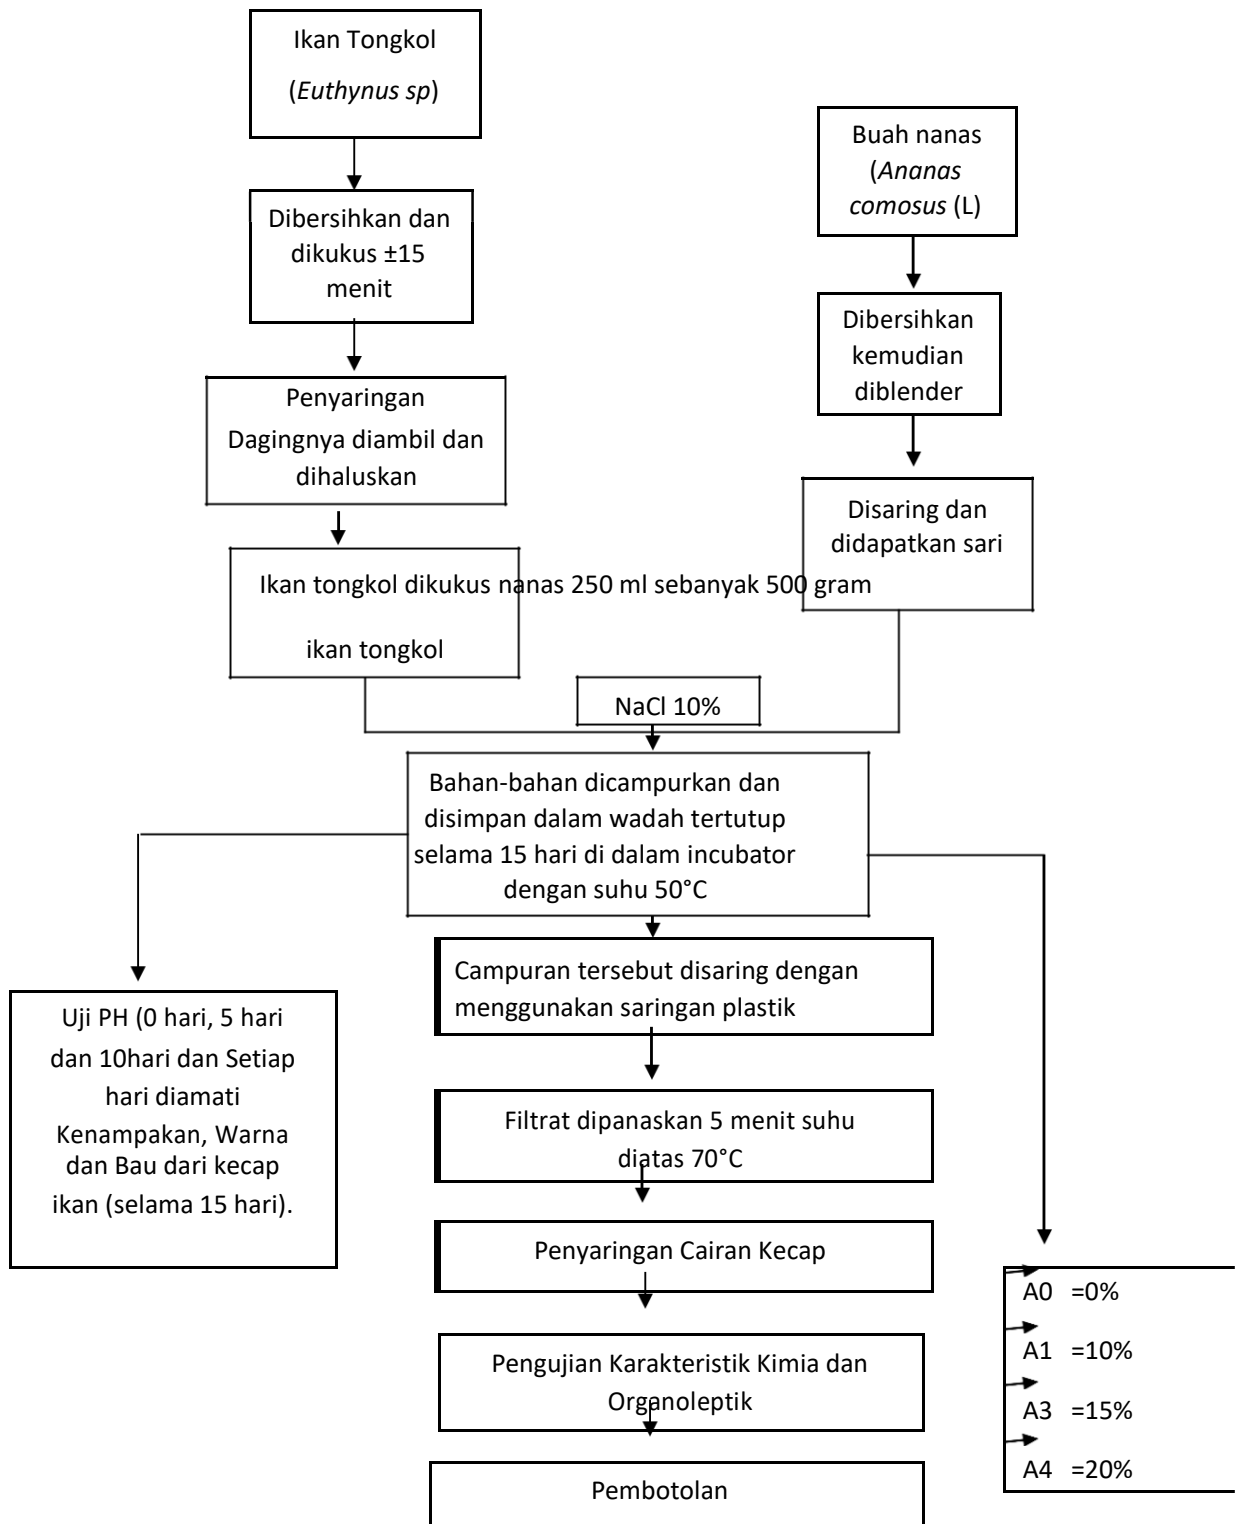 Ikan Tongkol
(Euthynus sp)
Dibersihkan dan
dikukus ±15
menit
Penyaringan
Dagingnya diambil dan
dihaluskan
Buah nanas
(Ananas
comosus (L)
Dibersihkan
kemudian
diblender
Disaring dan
didapatkan sari
Ikan tongkol dikukus nanas 250 ml sebanyak 500 gram
ikan tongkol
NaCl 10%
Bahan-bahan dicampurkan dan
disimpan dalam wadah tertutup
selama 15 hari di dalam incubator
dengan suhu 50°C
Uji PH (0 hari, 5 hari
dan 10hari dan Setiap
hari diamati
Kenampakan, Warna
dan Bau dari kecap
ikan (selama 15 hari).
Campuran tersebut disaring dengan
menggunakan saringan plastik
Filtrat dipanaskan 5 menit suhu
diatas 70°C
Penyaringan Cairan Kecap
Pengujian Karakteristik Kimia dan
Organoleptik
Pembotolan
A0 =0%
A1 =10%
A3 =15%
A4 =20%